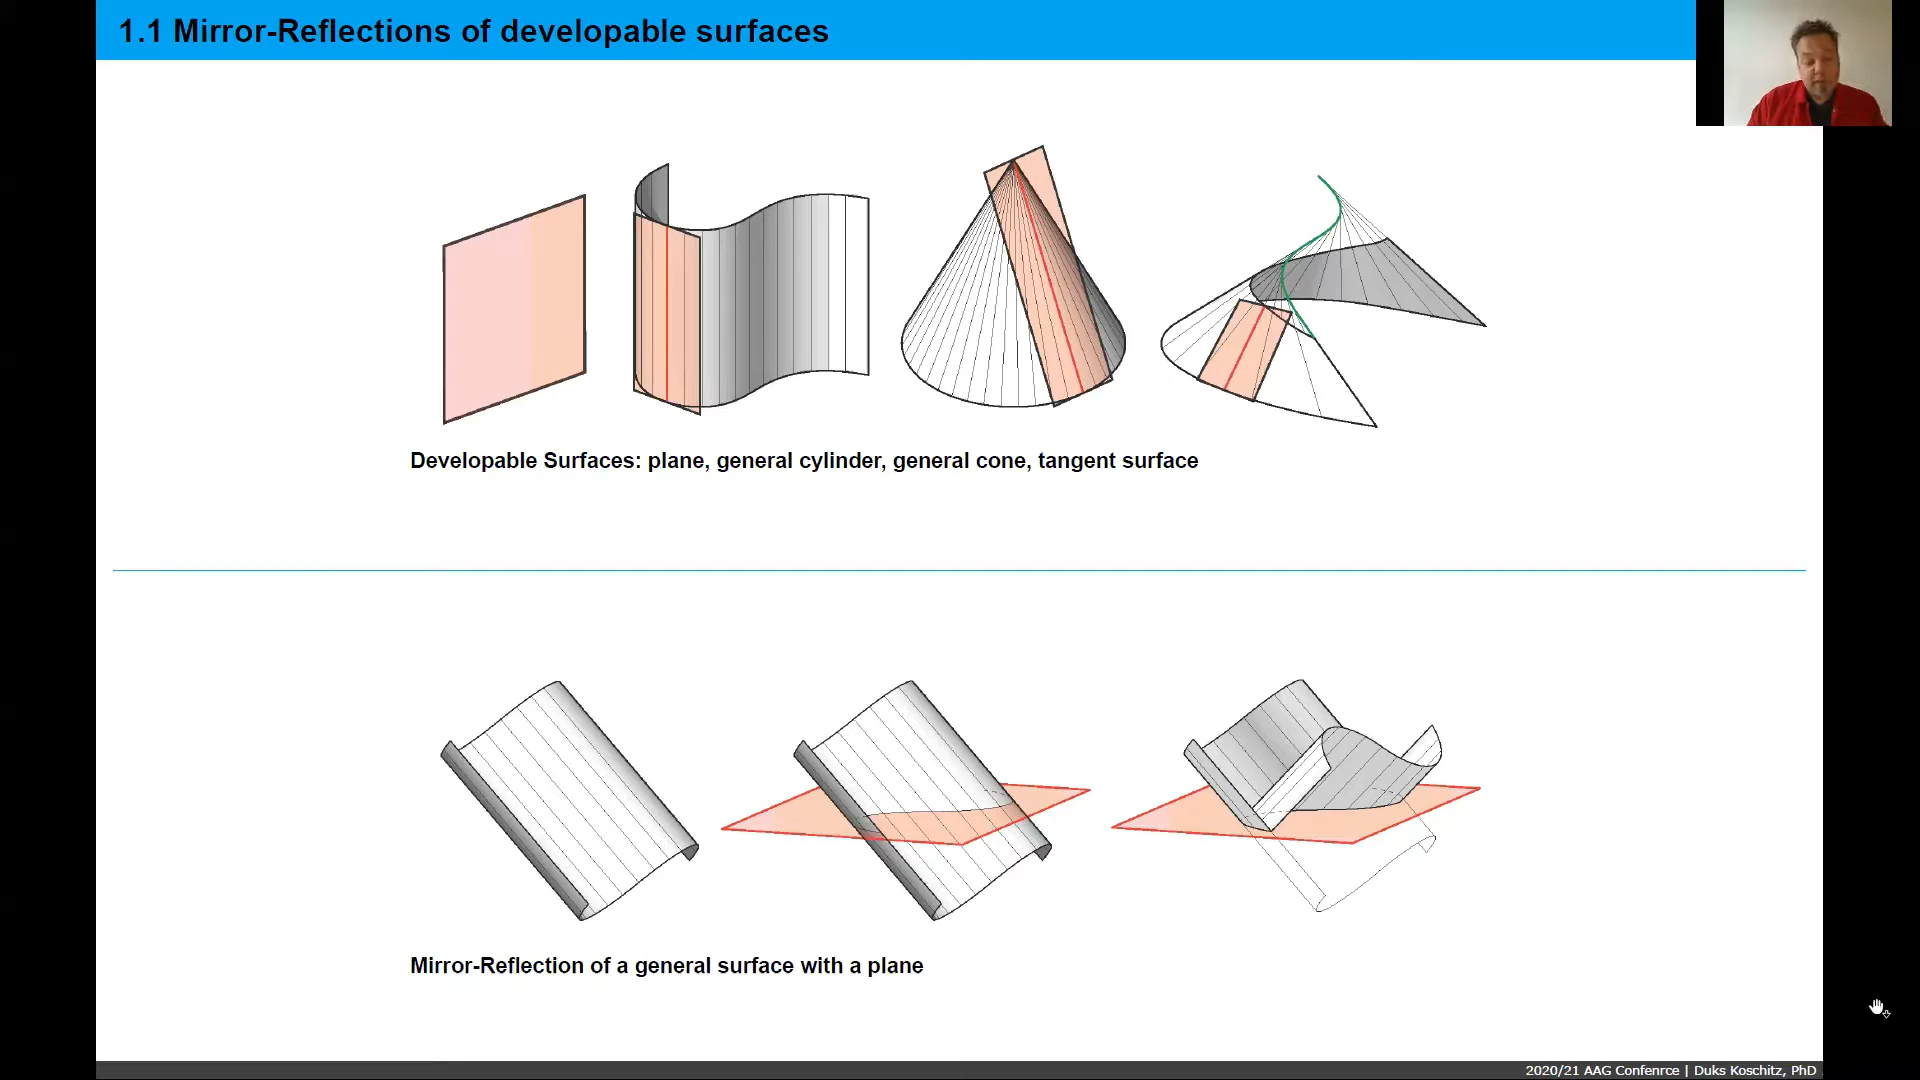 1.1 Mirror-Reflections of developable surfaces
Developable Surfaces: plane, general cylinder, general cone, tangent surface
Mirror-Reflection of a general surface with a plane
2020/21 AAG Confenrce | Duks Koschitz, PhD